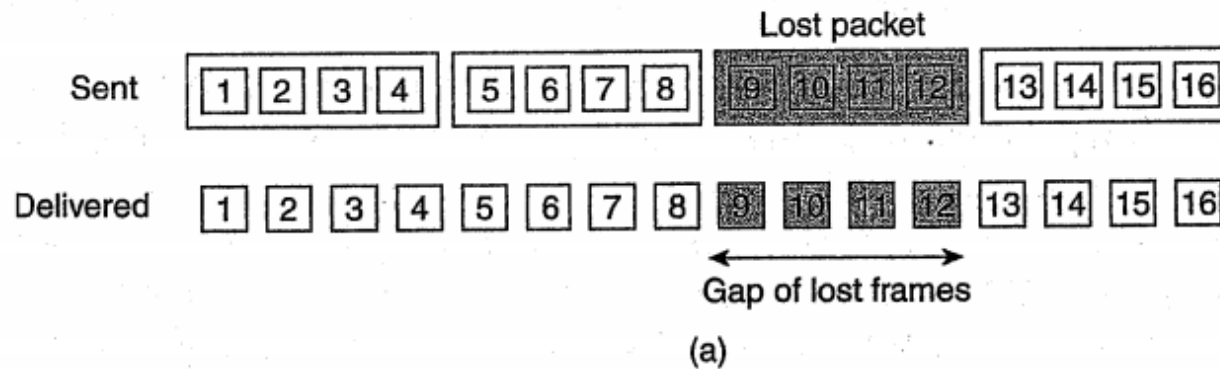 Lost packet
Sent 1 2 3 4 5 6 7 8 9 10 11 12 13 14 15 16
Delivered 1 2 3 4 5 6 7 8 9 10 11 12 13 14 15 16
Gap of lost frames
(a)